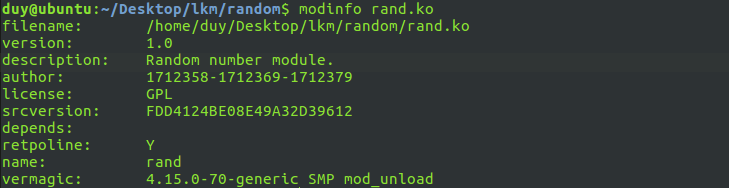 duy@ubuntu:~/Desktop/lkm/random$ modinfo rand.ko
filename: /home/duy/Desktop/lkm/random/rand.ko
version: 1.0
description: Random number module.
author: 1712358-1712369-1712379
license: GPL
srcversion: FDD4124BE08E49A32D39612
depends:
retpoline: Y
name: rand
vermagic: 4.15.0-70-generic SMP mod_unload